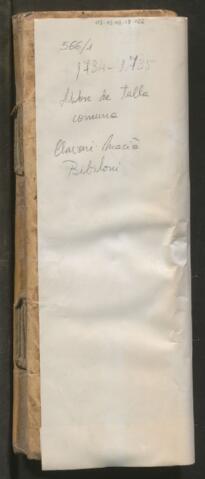 566/1
1734-1735
Llibre de talla
comuna
Clavari Macià
Bibiloni